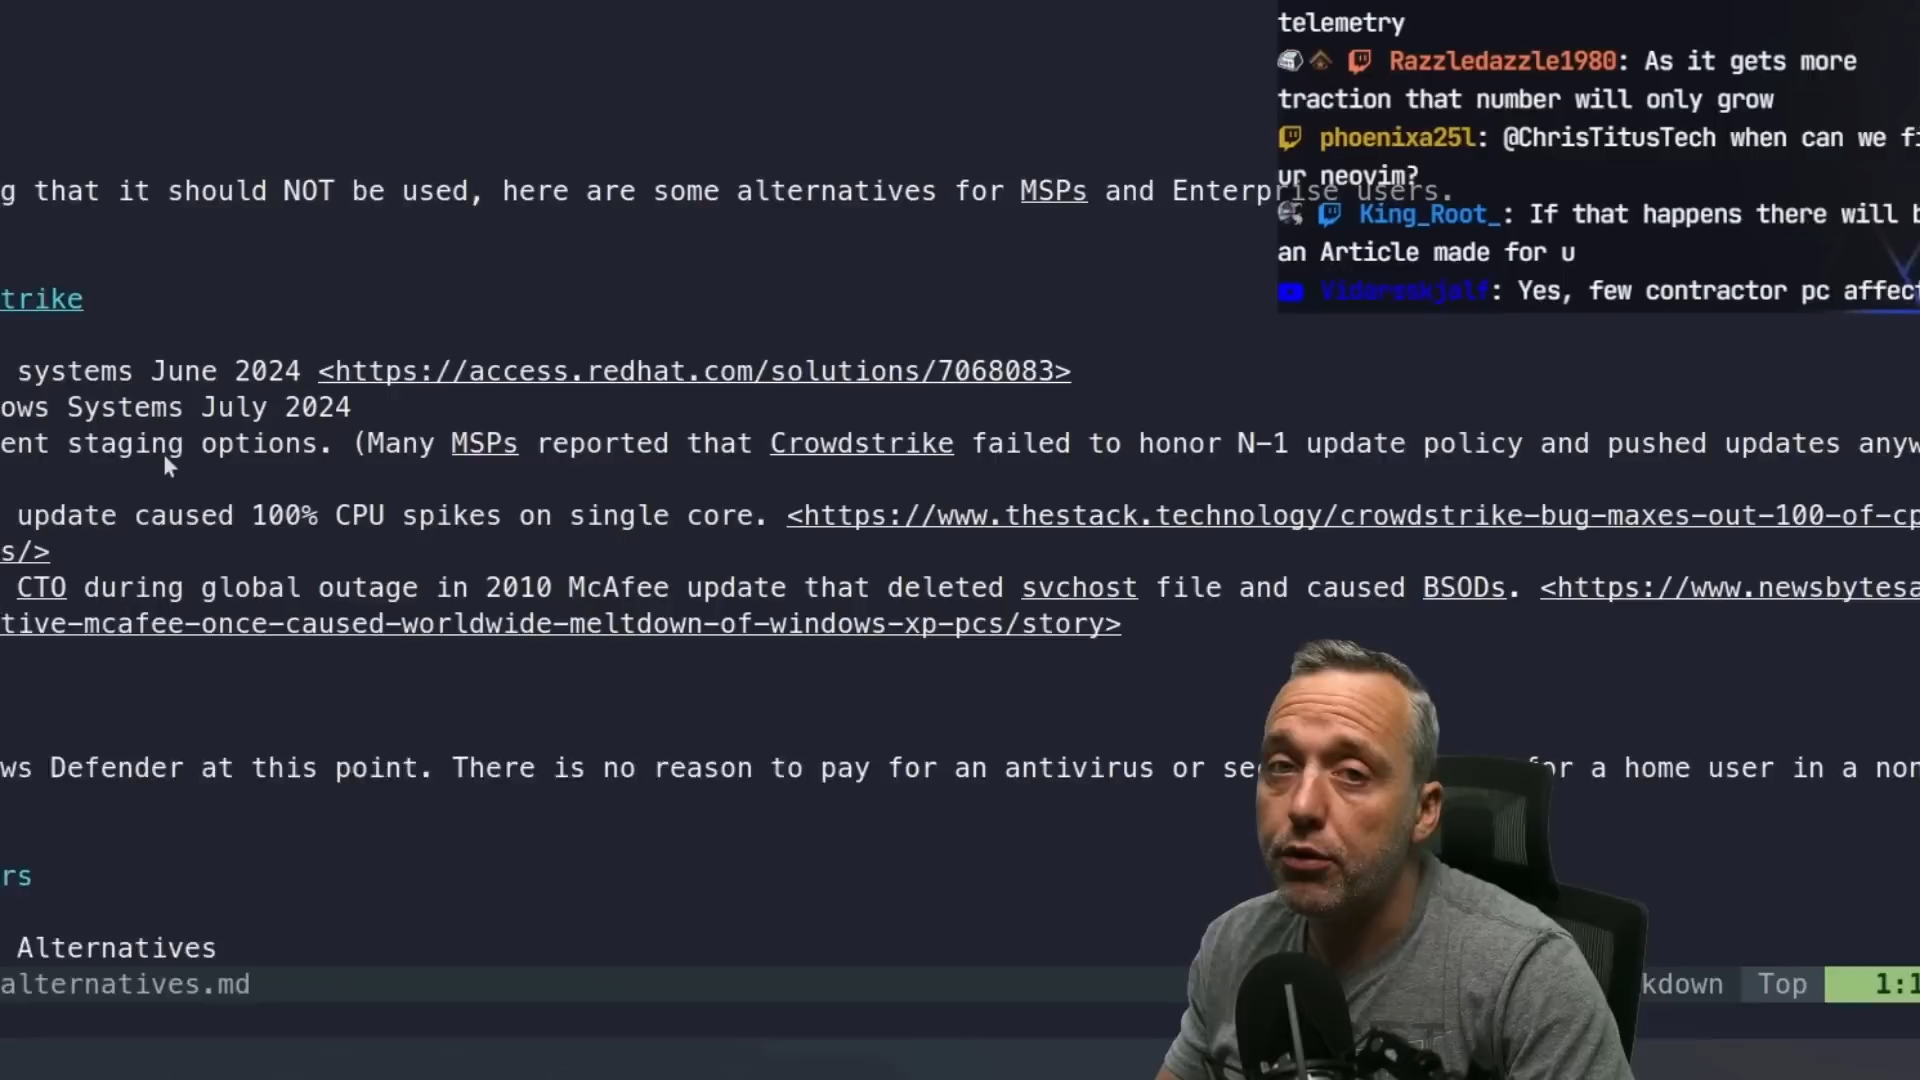 telemetry
Razzledazzle1980: As it gets more
traction that number will only grow
phoenixa25l: @ChrisTitusTech when can we fi
ur neovim?
King_Root_: If that happens there will b
an Article made for u
Vidarsskjalf: Yes, few contractor pc affect
g that it should NOT be used, here are some alternatives for MSPs and Enterprise users.
trike
systems June 2024 <https://access.redhat.com/solutions/7068083>
ows Systems July 2024
ent staging options. (Many MSPs reported that Crowdstrike failed to honor N-1 update policy and pushed updates anyw
update caused 100% CPU spikes on single core. <https://www.thestack.technology/crowdstrike-bug-maxes-out-100-of-cp
s/>
CTO during global outage in 2010 McAfee update that deleted svchost file and caused BSODs. <https://www.newsbytesa
tive-mcafee-once-caused-worldwide-meltdown-of-windows-xp-pcs/story>
ws Defender at this point. There is no reason to pay for an antivirus or se for a home user in a non
rs
Alternatives
alternatives.md
kdown Top 1:1